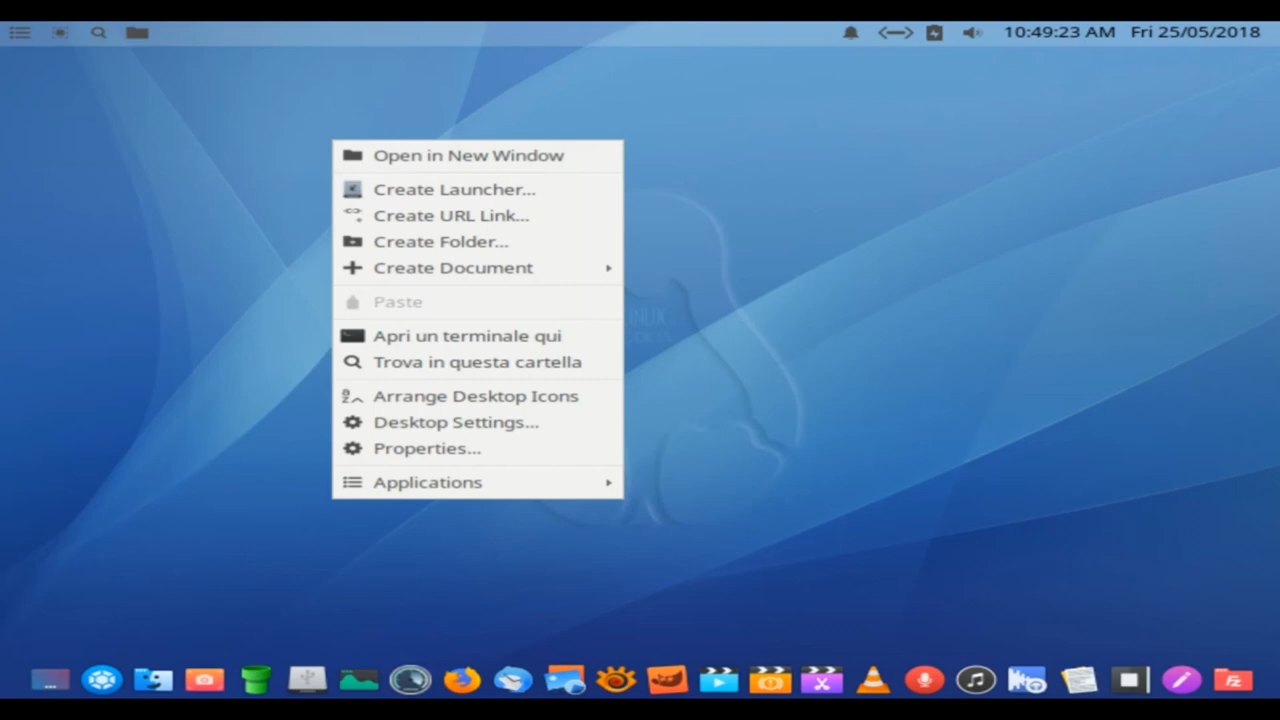 10:49:23 AM Fri 25/05/2018
Open in New Window
Create Launcher...
Create URL Link...
Create Folder...
Create Document
Paste
Apri un terminale qui
Trova in questa cartella
Arrange Desktop Icons
Desktop Settings...
Properties...
Applications
FZ